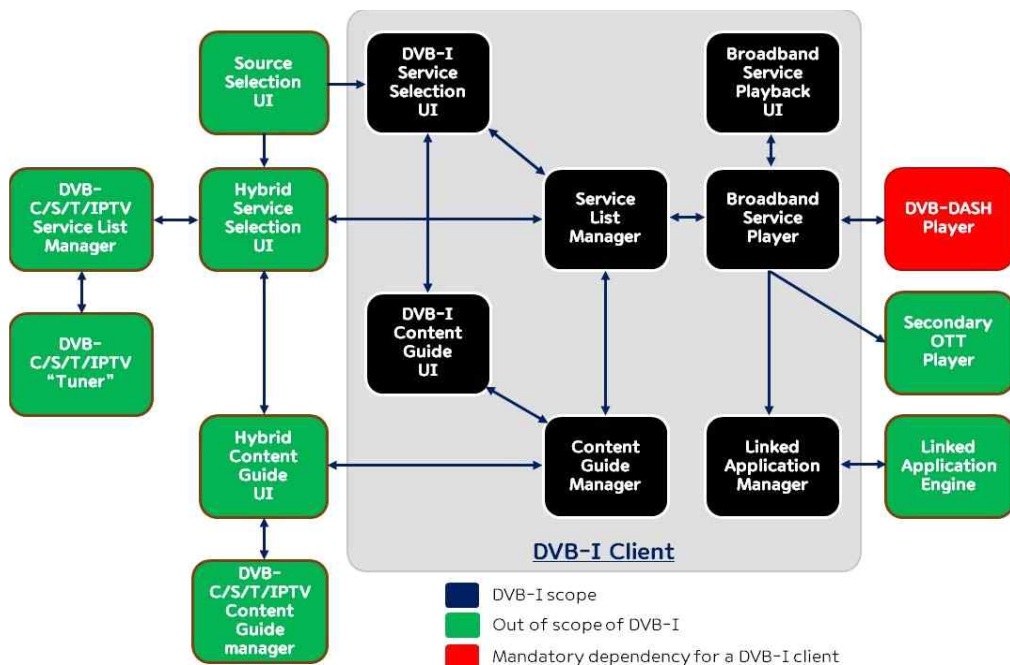 Source
Selection
UI
DVB-I
Service
Selection
UI
Broadband
Service
Playback
UI
DVB-
C/S/T/IPTV
Service List
Manager
Hybrid
Service
Selection
UI
Service
List
Manager
Broadband
Service
Player
DVB-DASH
Player
DVB-
C/S/T/IPTV
“Tuner”
DVB-I
Content
Guide
UI
Secondary
OTT
Player
Hybrid
Content
Guide
UI
Content
Guide
Manager
Linked
Application
Manager
Linked
Application
Engine
DVB-I Client
DVB-
C/S/T/IPTV
Content
Guide
manager
DVB-I scope
Out of scope of DVB-I
Mandatory dependency for a DVB-I client